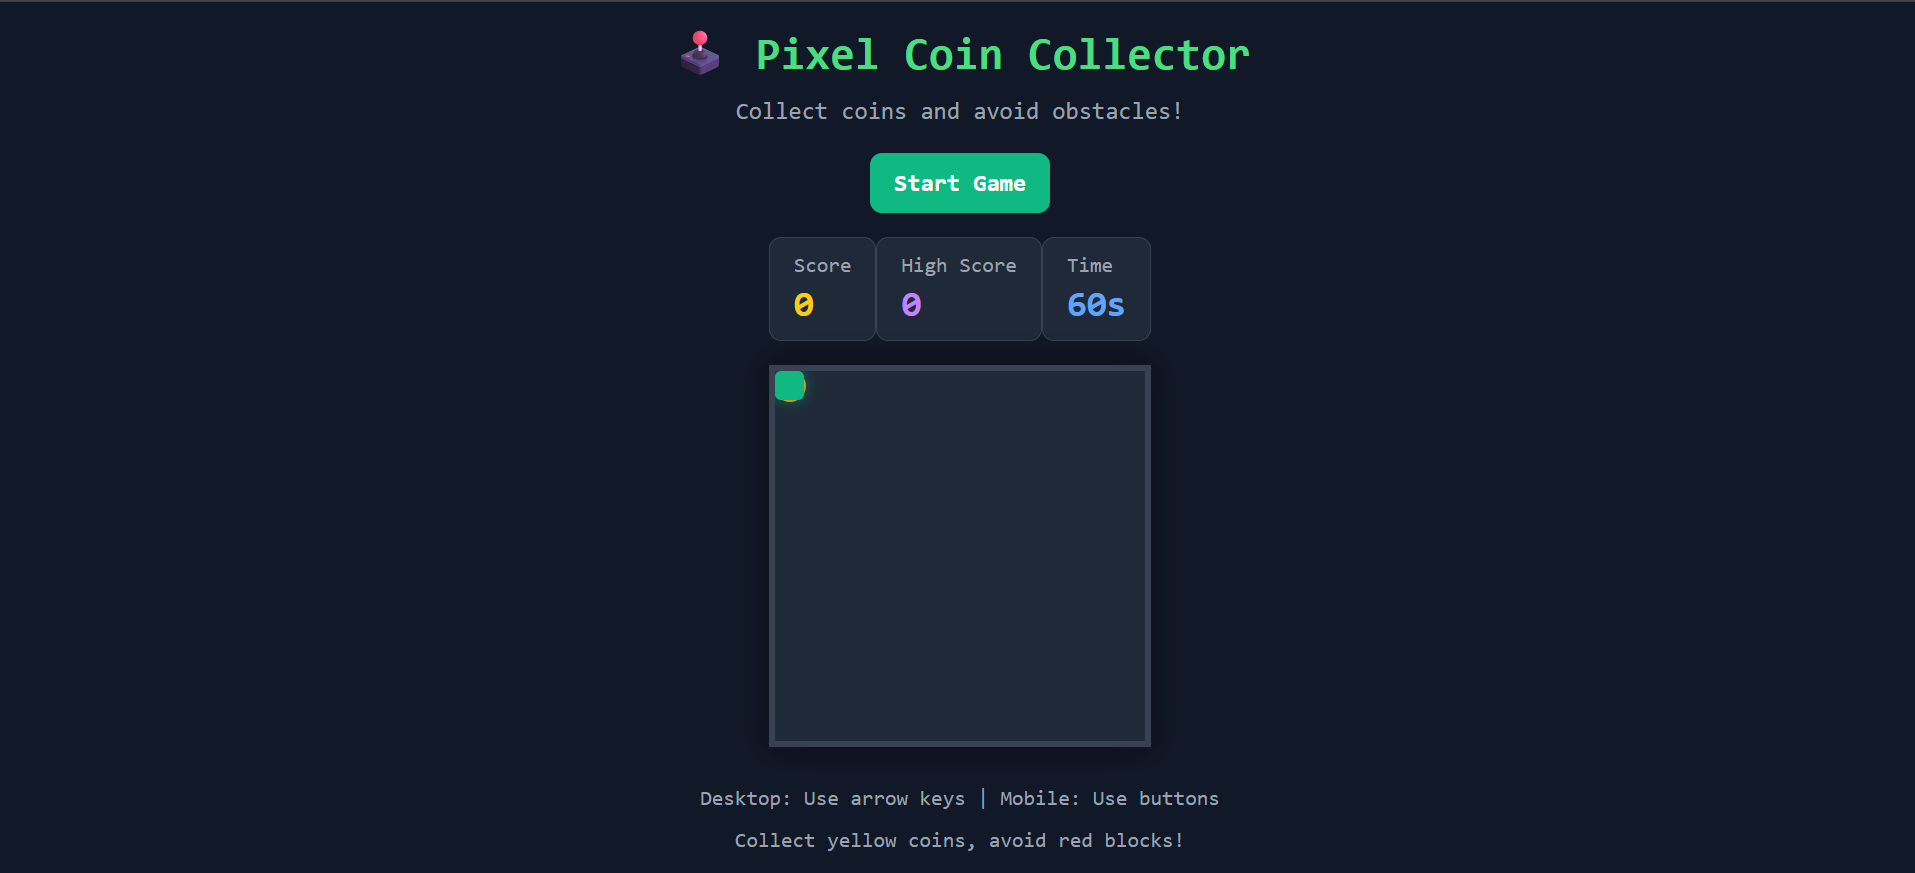 Pixel Coin Collector
Collect coins and avoid obstacles!
Start Game
Score
0
High Score
0
Time
60s
Desktop: Use arrow keys | Mobile: Use buttons
Collect yellow coins, avoid red blocks!